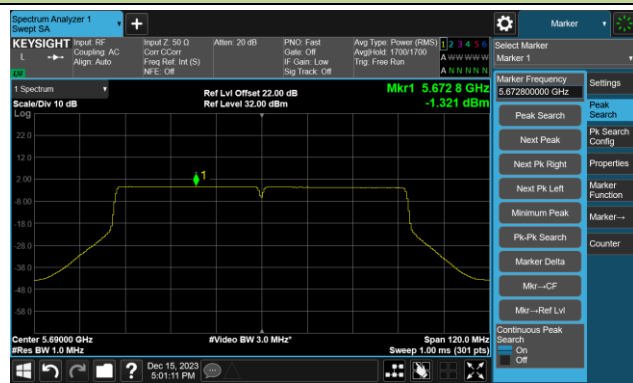 Spectrum Analyzer 1
Swept SA
+
Marker
KEYSIGHT
L
LXI
Input: RF
Coupling: AC
Align: Auto
Input Z: 50 Ω
Corr CCorr
Freq Ref: Int (S)
NFE: Off
Atten: 20 dB
PNO: Fast
Gate: Off
IF Gain: Low
Sig Track: Off
Avg Type: Power (RMS)
Avg|Hold: 1700/1700
Trig: Free Run
1 2 3 4 5 6
A W W W W W
A N N N N N
1 Spectrum
Scale/Div 10 dB
Log
Ref Lvl Offset 22.00 dB
Ref Level 32.00 dBm
Mkr1 5.672 8 GHz
-1.321 dBm
22.0
12.0
2.00
-8.00
-18.0
-28.0
-38.0
-48.0
-58.0
1
Center 5.69000 GHz
#Res BW 1.0 MHz
#Video BW 3.0 MHz*
Span 120.0 MHz
Sweep 1.00 ms (301 pts)
Dec 15, 2023
5:01:11 PM
Select Marker
Marker 1
Marker Frequency
5.672800000 GHz
Peak Search
Next Peak
Next Pk Right
Next Pk Left
Minimum Peak
Pk-Pk Search
Marker Delta
Mkr→CF
Mkr→Ref Lvl
Continuous Peak
Search
On
Off
Settings
Peak
Search
Pk Search
Config
Properties
Marker
Function
Marker→
Counter